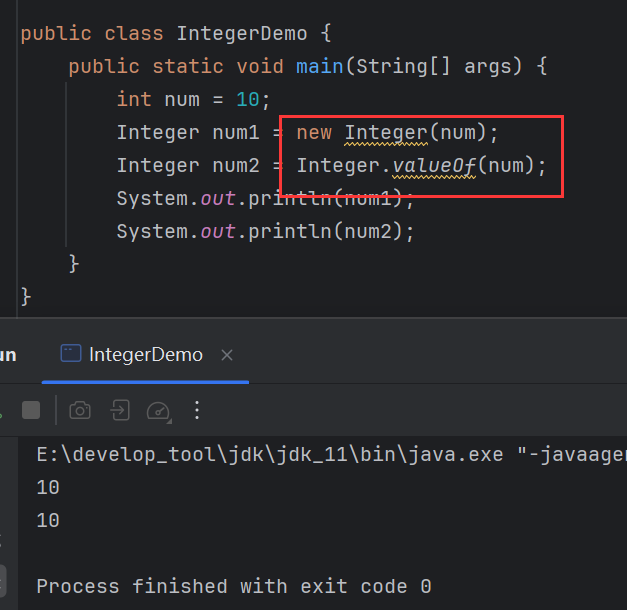 public class IntegerDemo {
public static void main(String[] args) {
int num = 10;
Integer num1 = new Integer(num);
Integer num2 = Integer.valueOf(num);
System.out.println(num1);
System.out.println(num2);
}
}
un
IntegerDemo
E:\develop_tool\jdk\jdk_11\bin\java.exe "-javaagen
10
10
Process finished with exit code 0